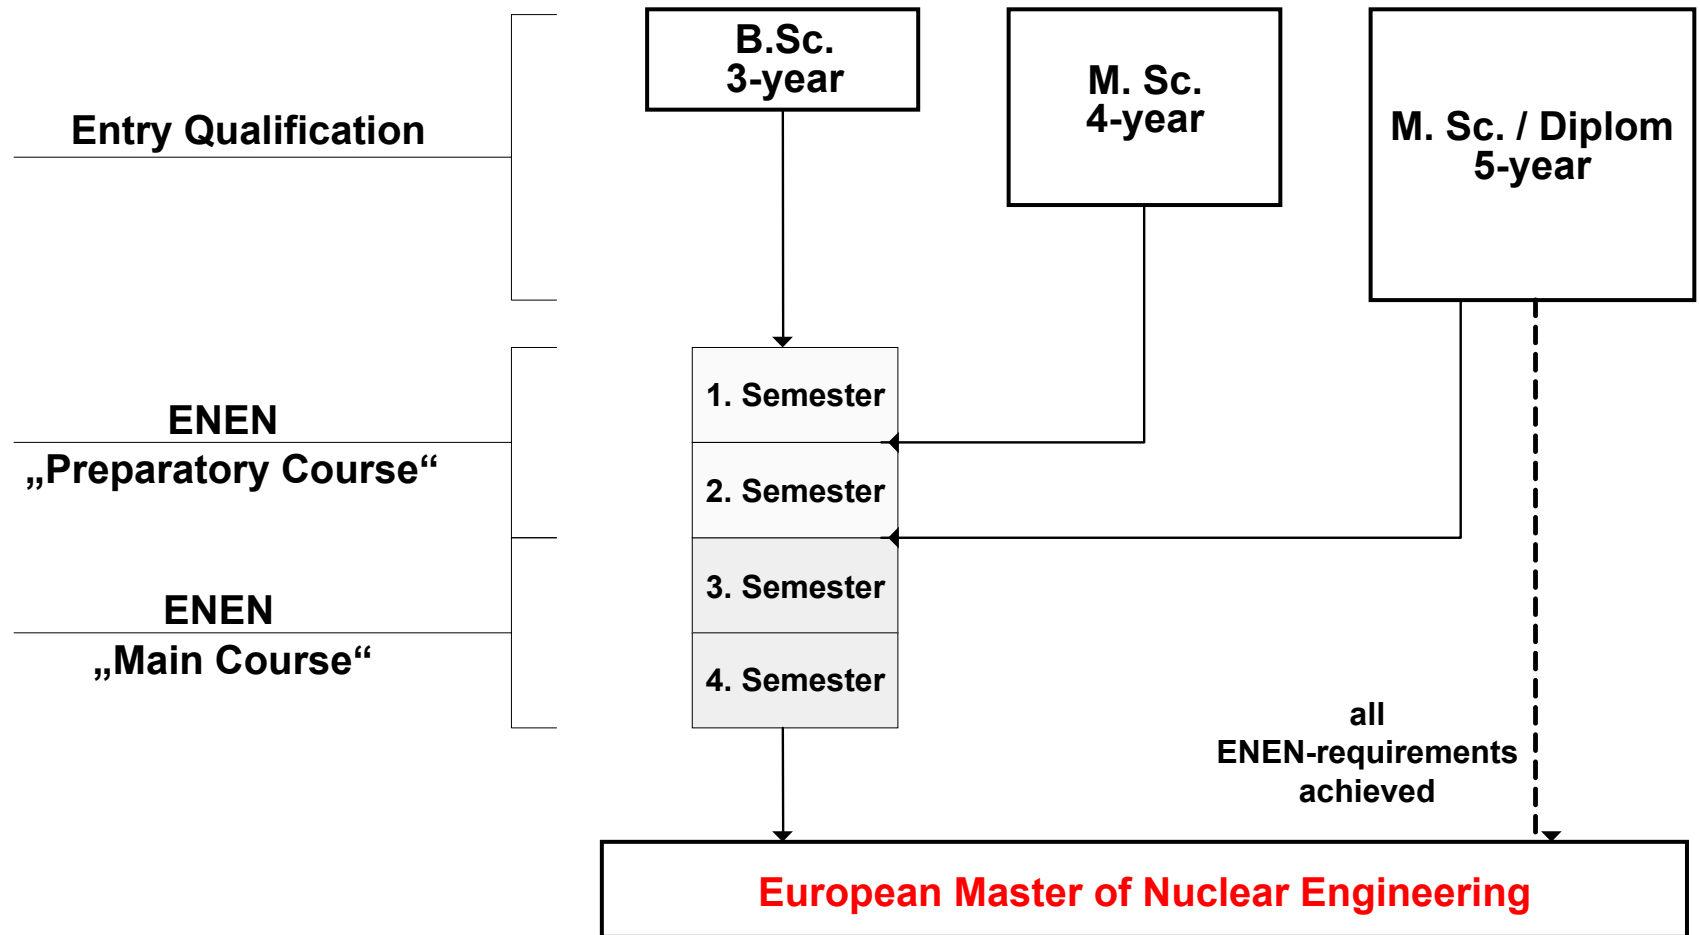 B.Sc.
3-year
M. Sc.
4-year
M. Sc. / Diplom
5-year
Entry Qualification
1. Semester
ENEN
„Preparatory Course“
2. Semester
3. Semester
ENEN
„Main Course“
4. Semester
all
ENEN-requirements
achieved
European Master of Nuclear Engineering